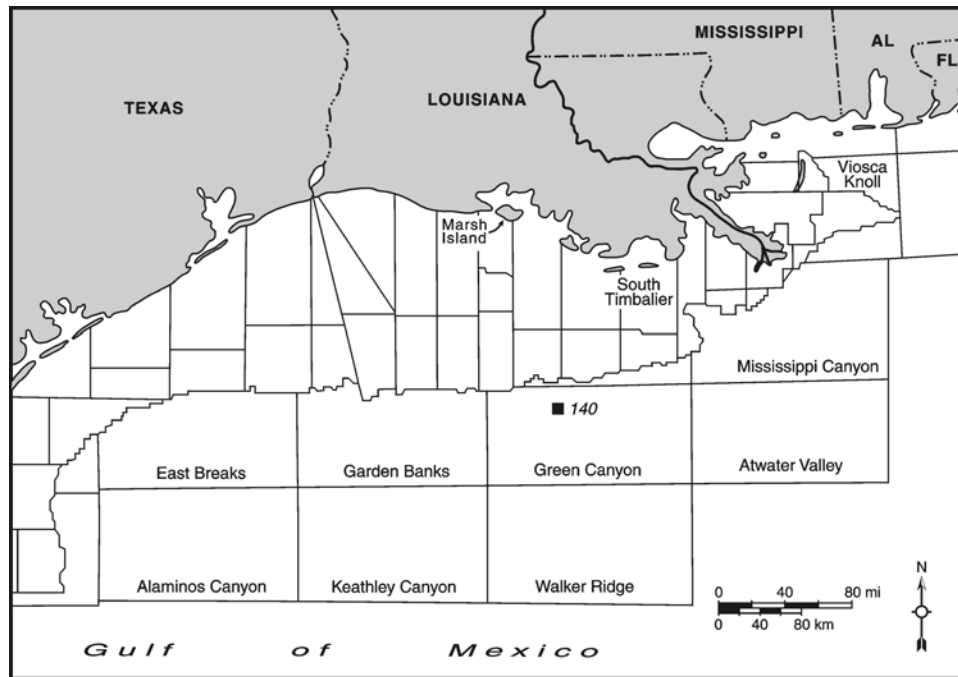 MISSISSIPPI
AL
FL
TEXAS
LOUISIANA
Viosca
Knoll
Marsh
Island
South
Timbalier
Mississippi Canyon
140
East Breaks
Garden Banks
Green Canyon
Atwater Valley
Alaminos Canyon
Keathley Canyon
Walker Ridge
N
0 40 80 mi
0 40 80 km
Gulf of Mexico